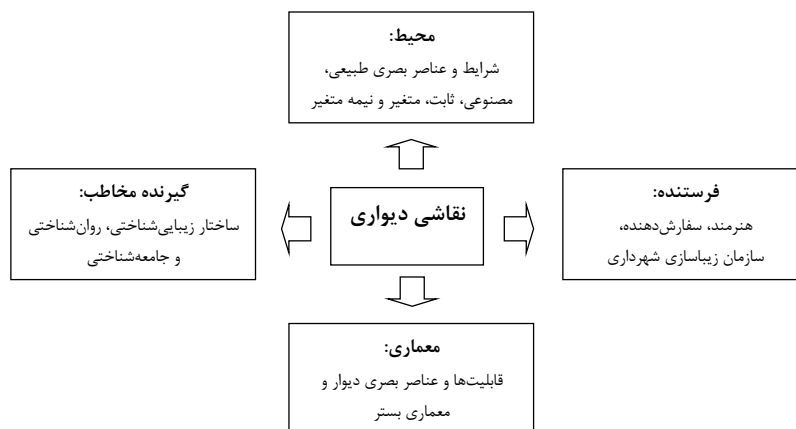 محیط:
شرایط و عناصر بصری طبیعی،
مصنوعی، ثابت، متغیر و نیمه متغیر
فرستنده:
هنرمند، سفارش‌دهنده،
سازمان زیباسازی شهرداری
نقاشی دیواری
گیرنده مخاطب:
ساختار زیبایی‌شناختی، روان‌شناختی
و جامعه‌شناختی
معماری:
قابلیت‌ها و عناصر بصری دیوار و
معماری بستر